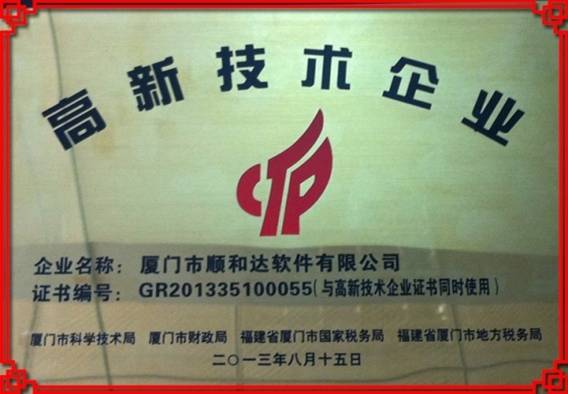 高新技术企业
CTP
企业名称：厦门市顺和达软件有限公司
证书编号：GR201335100055（与高新技术企业证书同时使用）
厦门市科学技术局 厦门市财政局 福建省厦门市国家税务局 福建省厦门市地方税务局
二〇一三年八月十五日